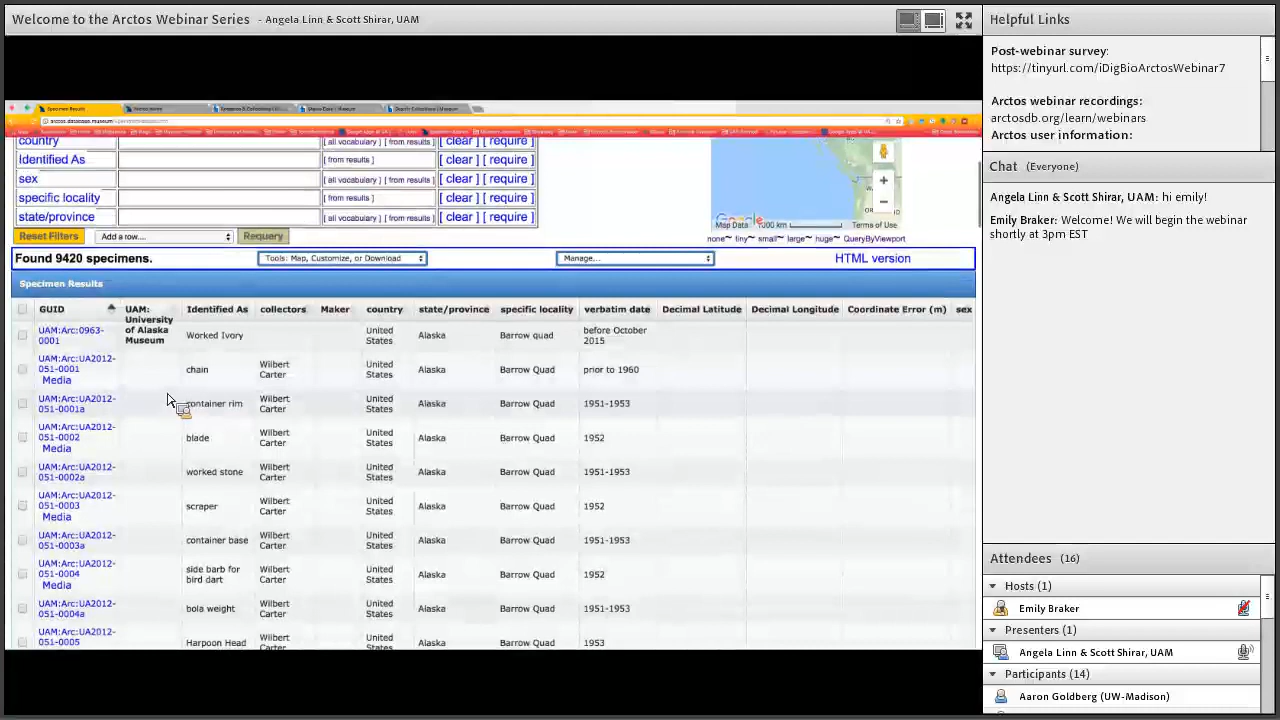 Welcome to the Arctos Webinar Series - Angela Linn & Scott Shirar, UAM
Specimen Results
arctos.database.museum
country [ all vocabulary ] [ from results ] [ clear ] [ require ]
Identified As [ from results ] [ clear ] [ require ]
sex [ all vocabulary ] [ from results ] [ clear ] [ require ]
specific locality [ from results ] [ clear ] [ require ]
state/province [ all vocabulary ] [ from results ] [ clear ] [ require ]
Google Map Data 1000 km Terms of Use
Reset Filters Add a row.... Requery
none~ tiny~ small~ large~ huge~ QueryByViewport
Found 9420 specimens. Tools: Map, Customize, or Download Manage... HTML version
Specimen Results
GUID UAM: University of Alaska Museum Identified As collectors Maker country state/province specific locality verbatim date Decimal Latitude Decimal Longitude Coordinate Error (m) sex
UAM:Arc:0963-0001 Worked Ivory United States Alaska Barrow quad before October 2015
UAM:Arc:UA2012-051-0001 Media chain Wilbert Carter United States Alaska Barrow Quad prior to 1960
UAM:Arc:UA2012-051-0001a container rim Wilbert Carter United States Alaska Barrow Quad 1951-1953
UAM:Arc:UA2012-051-0002 Media blade Wilbert Carter United States Alaska Barrow Quad 1952
UAM:Arc:UA2012-051-0002a worked stone Wilbert Carter United States Alaska Barrow Quad 1951-1953
UAM:Arc:UA2012-051-0003 Media scraper Wilbert Carter United States Alaska Barrow Quad 1952
UAM:Arc:UA2012-051-0003a container base Wilbert Carter United States Alaska Barrow Quad 1951-1953
UAM:Arc:UA2012-051-0004 Media side barb for bird dart Wilbert Carter United States Alaska Barrow Quad 1952
UAM:Arc:UA2012-051-0004a bola weight Wilbert Carter United States Alaska Barrow Quad 1951-1953
UAM:Arc:UA2012-051-0005 Harpoon Head Wilbert Carter United States Alaska Barrow Quad 1953
Helpful Links
Post-webinar survey:
https://tinyurl.com/iDigBioArctosWebinar7
Arctos webinar recordings:
arctosdb.org/learn/webinars
Arctos user information:
Chat (Everyone)
Angela Linn & Scott Shirar, UAM: hi emily!
Emily Braker: Welcome! We will begin the webinar
shortly at 3pm EST
Attendees (16)
Hosts (1)
Emily Braker
Presenters (1)
Angela Linn & Scott Shirar, UAM
Participants (14)
Aaron Goldberg (UW-Madison)